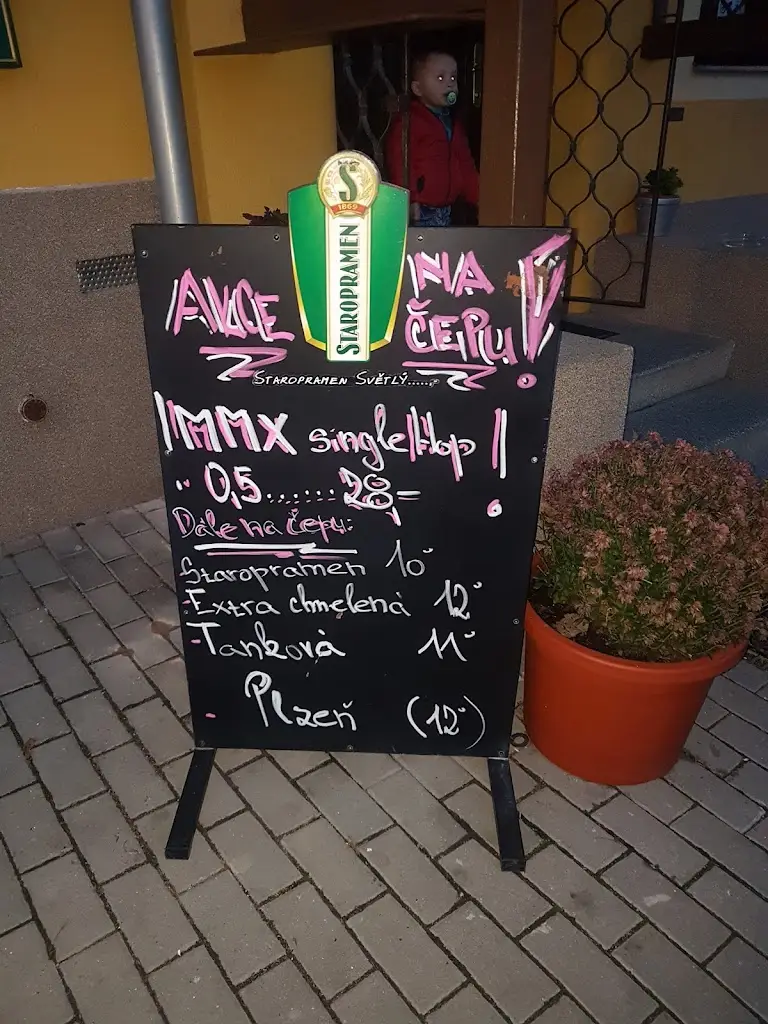 S
1869
STAROPRAMEN
AKCE NA
ČEPU!
STAROPRAMEN SVĚTLÝ......
MMX singleHop !
0,5......28,=
Dále na čepu:
Staropramen 10°
-Extra chmelená 12°
-Tanková 11°
- Plzeň (12°)